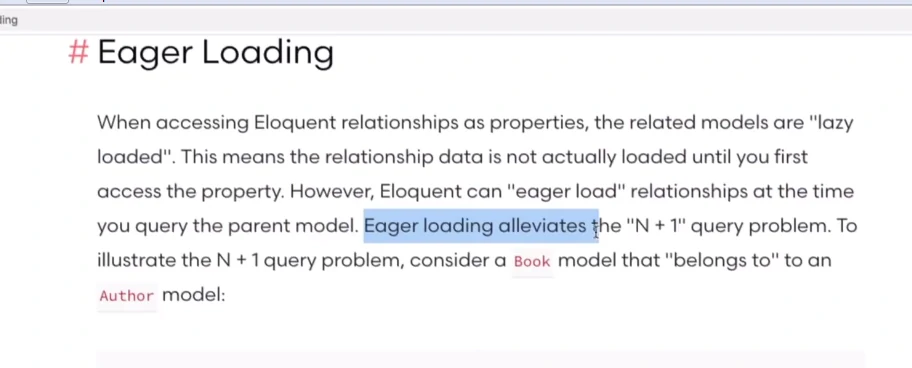 ding
# Eager Loading
When accessing Eloquent relationships as properties, the related models are "lazy
loaded". This means the relationship data is not actually loaded until you first
access the property. However, Eloquent can "eager load" relationships at the time
you query the parent model. Eager loading alleviates the "N + 1" query problem. To
illustrate the N + 1 query problem, consider a Book model that "belongs to" to an
Author model: